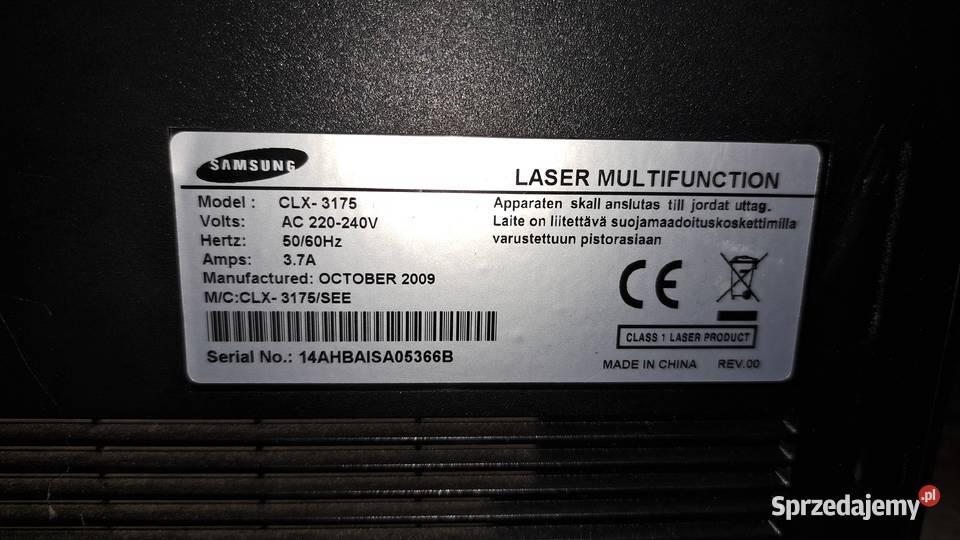 SAMSUNG
LASER MULTIFUNCTION
Model : CLX- 3175
Volts: AC 220-240V
Hertz: 50/60Hz
Amps: 3.7A
Manufactured: OCTOBER 2009
M/C:CLX- 3175/SEE
Serial No.: 14AHBAISA05366B
Apparaten skall anslutas till jordat uttag.
Laite on liitettävä suojamaadoituskoskettimilla
varustettuun pistorasiaan
CE
CLASS 1 LASER PRODUCT
MADE IN CHINA REV.00
Sprzedajemy.pl